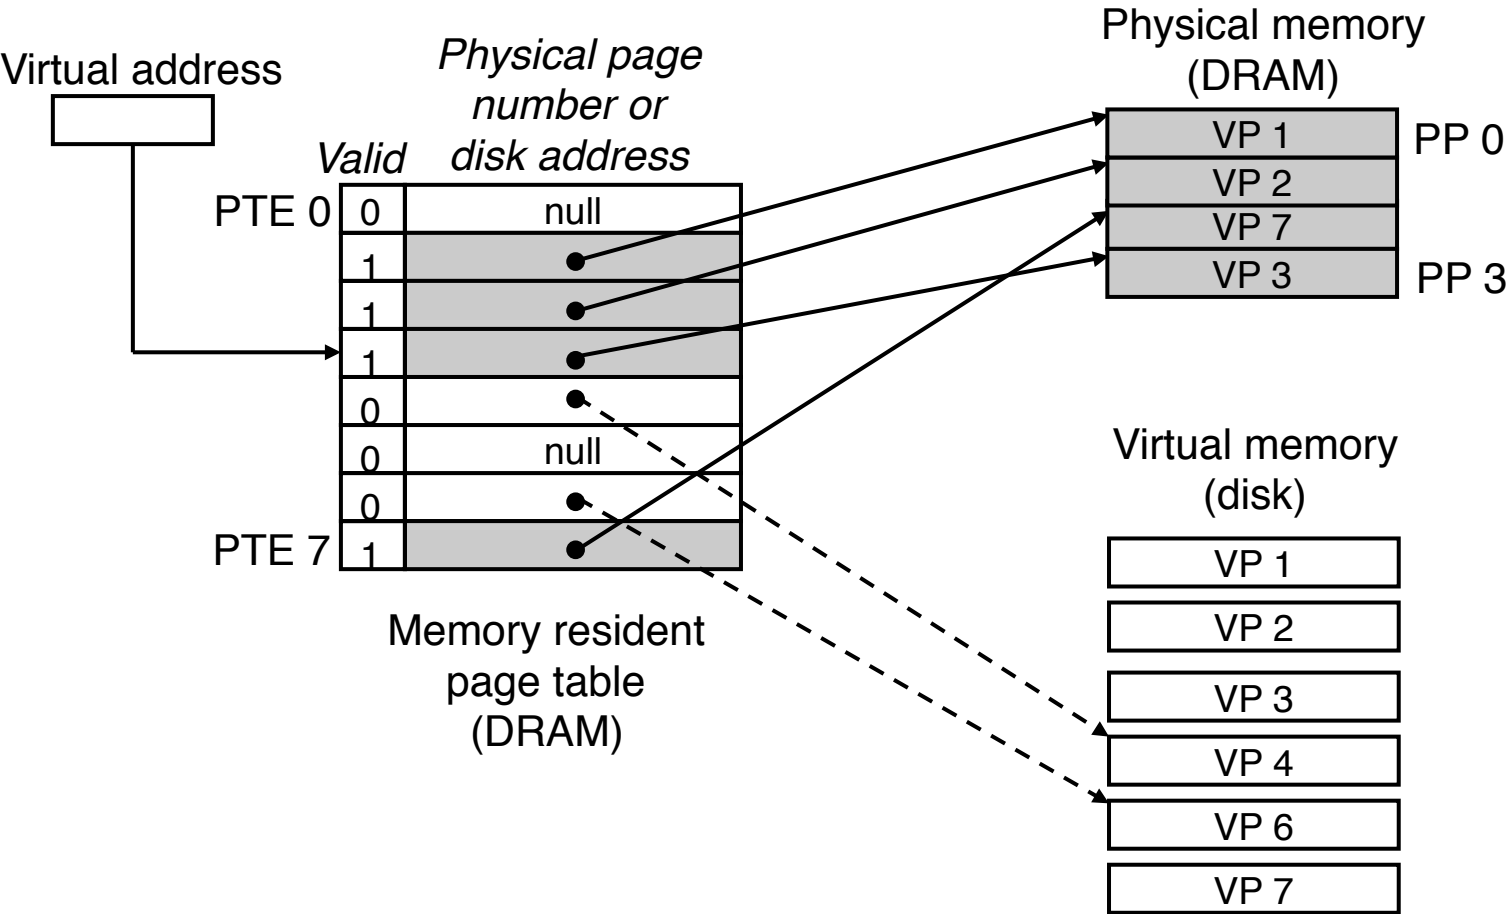 Virtual address
Physical page
number or
disk address
Valid
PTE 0
0
null
1
1
1
0
0
null
0
PTE 7
1
Memory resident
page table
(DRAM)
Physical memory
(DRAM)
VP 1
PP 0
VP 2
VP 7
VP 3
PP 3
Virtual memory
(disk)
VP 1
VP 2
VP 3
VP 4
VP 6
VP 7